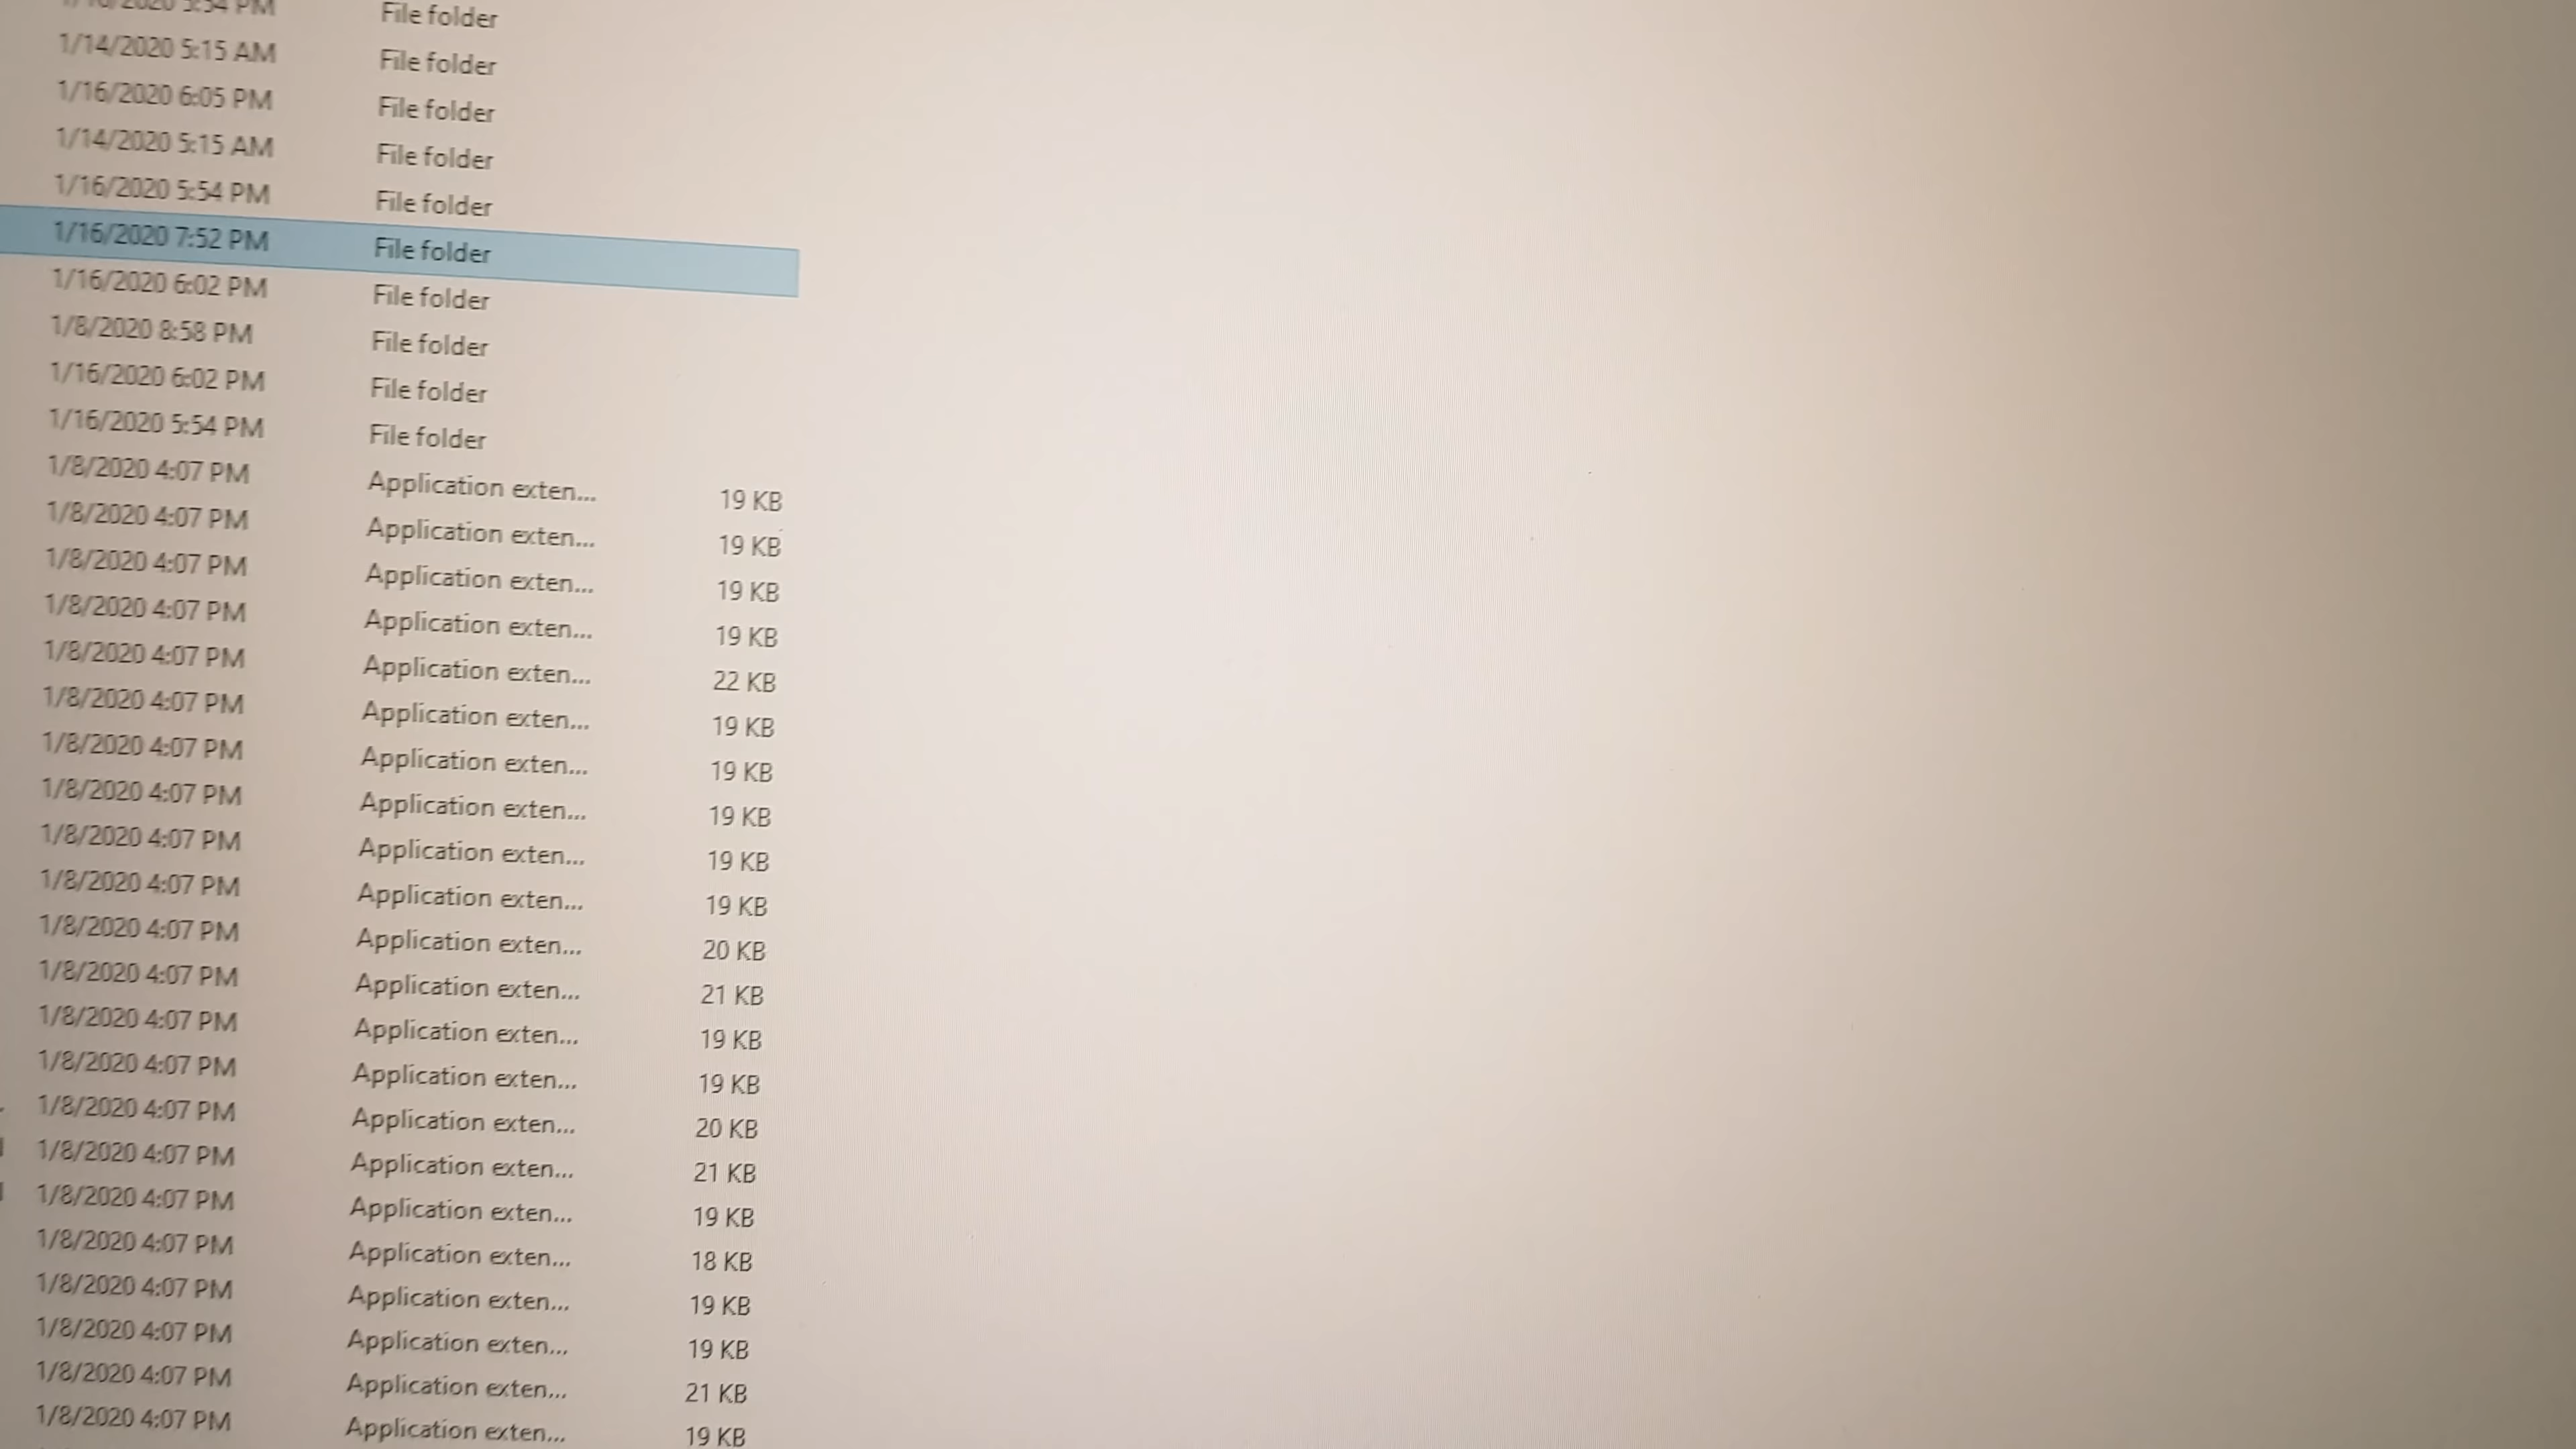 1/16/2020 5:54 PM File folder
1/14/2020 5:15 AM File folder
1/16/2020 6:05 PM File folder
1/14/2020 5:15 AM File folder
1/16/2020 5:54 PM File folder
1/16/2020 7:52 PM File folder
1/16/2020 6:02 PM File folder
1/8/2020 8:58 PM File folder
1/16/2020 6:02 PM File folder
1/16/2020 5:54 PM File folder
1/8/2020 4:07 PM Application exten... 19 KB
1/8/2020 4:07 PM Application exten... 19 KB
1/8/2020 4:07 PM Application exten... 19 KB
1/8/2020 4:07 PM Application exten... 19 KB
1/8/2020 4:07 PM Application exten... 22 KB
1/8/2020 4:07 PM Application exten... 19 KB
1/8/2020 4:07 PM Application exten... 19 KB
1/8/2020 4:07 PM Application exten... 19 KB
1/8/2020 4:07 PM Application exten... 19 KB
1/8/2020 4:07 PM Application exten... 19 KB
1/8/2020 4:07 PM Application exten... 20 KB
1/8/2020 4:07 PM Application exten... 21 KB
1/8/2020 4:07 PM Application exten... 19 KB
1/8/2020 4:07 PM Application exten... 19 KB
1/8/2020 4:07 PM Application exten... 20 KB
1/8/2020 4:07 PM Application exten... 21 KB
1/8/2020 4:07 PM Application exten... 19 KB
1/8/2020 4:07 PM Application exten... 18 KB
1/8/2020 4:07 PM Application exten... 19 KB
1/8/2020 4:07 PM Application exten... 19 KB
1/8/2020 4:07 PM Application exten... 21 KB
1/8/2020 4:07 PM Application exten... 19 KB